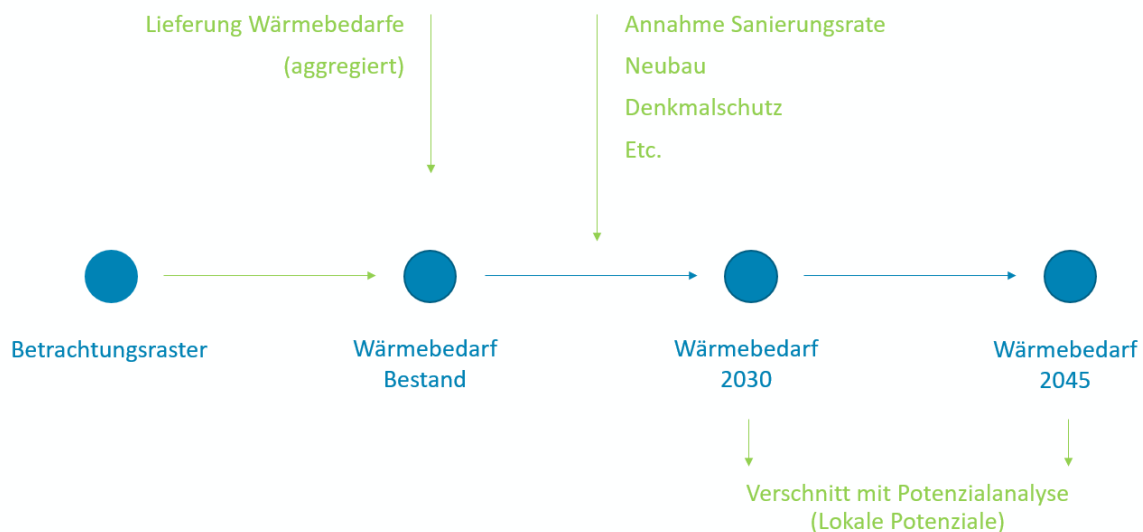 Lieferung Wärmebedarfe
(aggregiert)
Annahme Sanierungsrate
Neubau
Denkmalschutz
Etc.
Betrachtungsraster
Wärmebedarf
Bestand
Wärmebedarf
2030
Wärmebedarf
2045
Verschnitt mit Potenzialanalyse
(Lokale Potenziale)